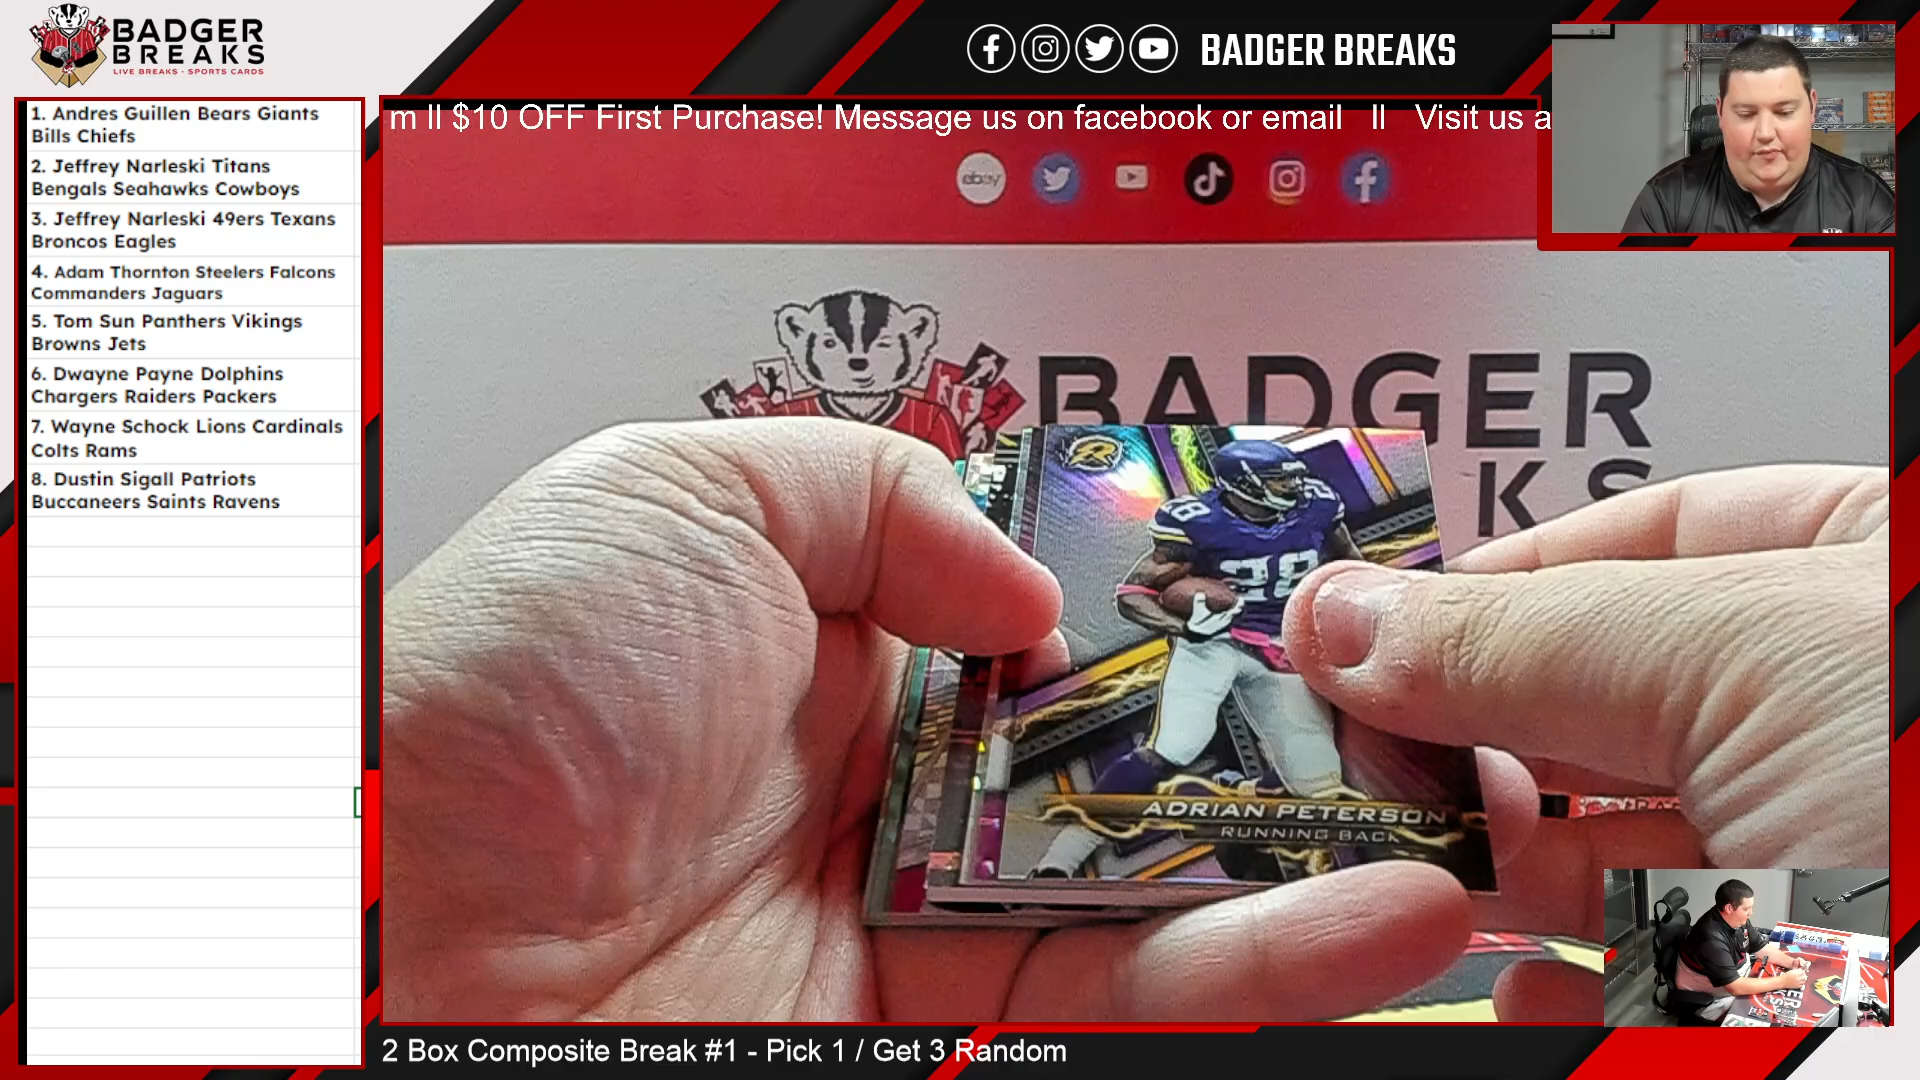 BADGER
BREAKS
LIVE BREAKS - SPORTS CARDS
BADGER BREAKS
1. Andres Guillen Bears Giants
Bills Chiefs
2. Jeffrey Narleski Titans
Bengals Seahawks Cowboys
3. Jeffrey Narleski 49ers Texans
Broncos Eagles
4. Adam Thornton Steelers Falcons
Commanders Jaguars
5. Tom Sun Panthers Vikings
Browns Jets
6. Dwayne Payne Dolphins
Chargers Raiders Packers
7. Wayne Schock Lions Cardinals
Colts Rams
8. Dustin Sigall Patriots
Buccaneers Saints Ravens
m ll $10 OFF First Purchase! Message us on facebook or email ll Visit us a
ebay
BADGER
KS
28
28
28
ADRIAN PETERSON
RUNNING BACK
2 Box Composite Break #1 - Pick 1 / Get 3 Random